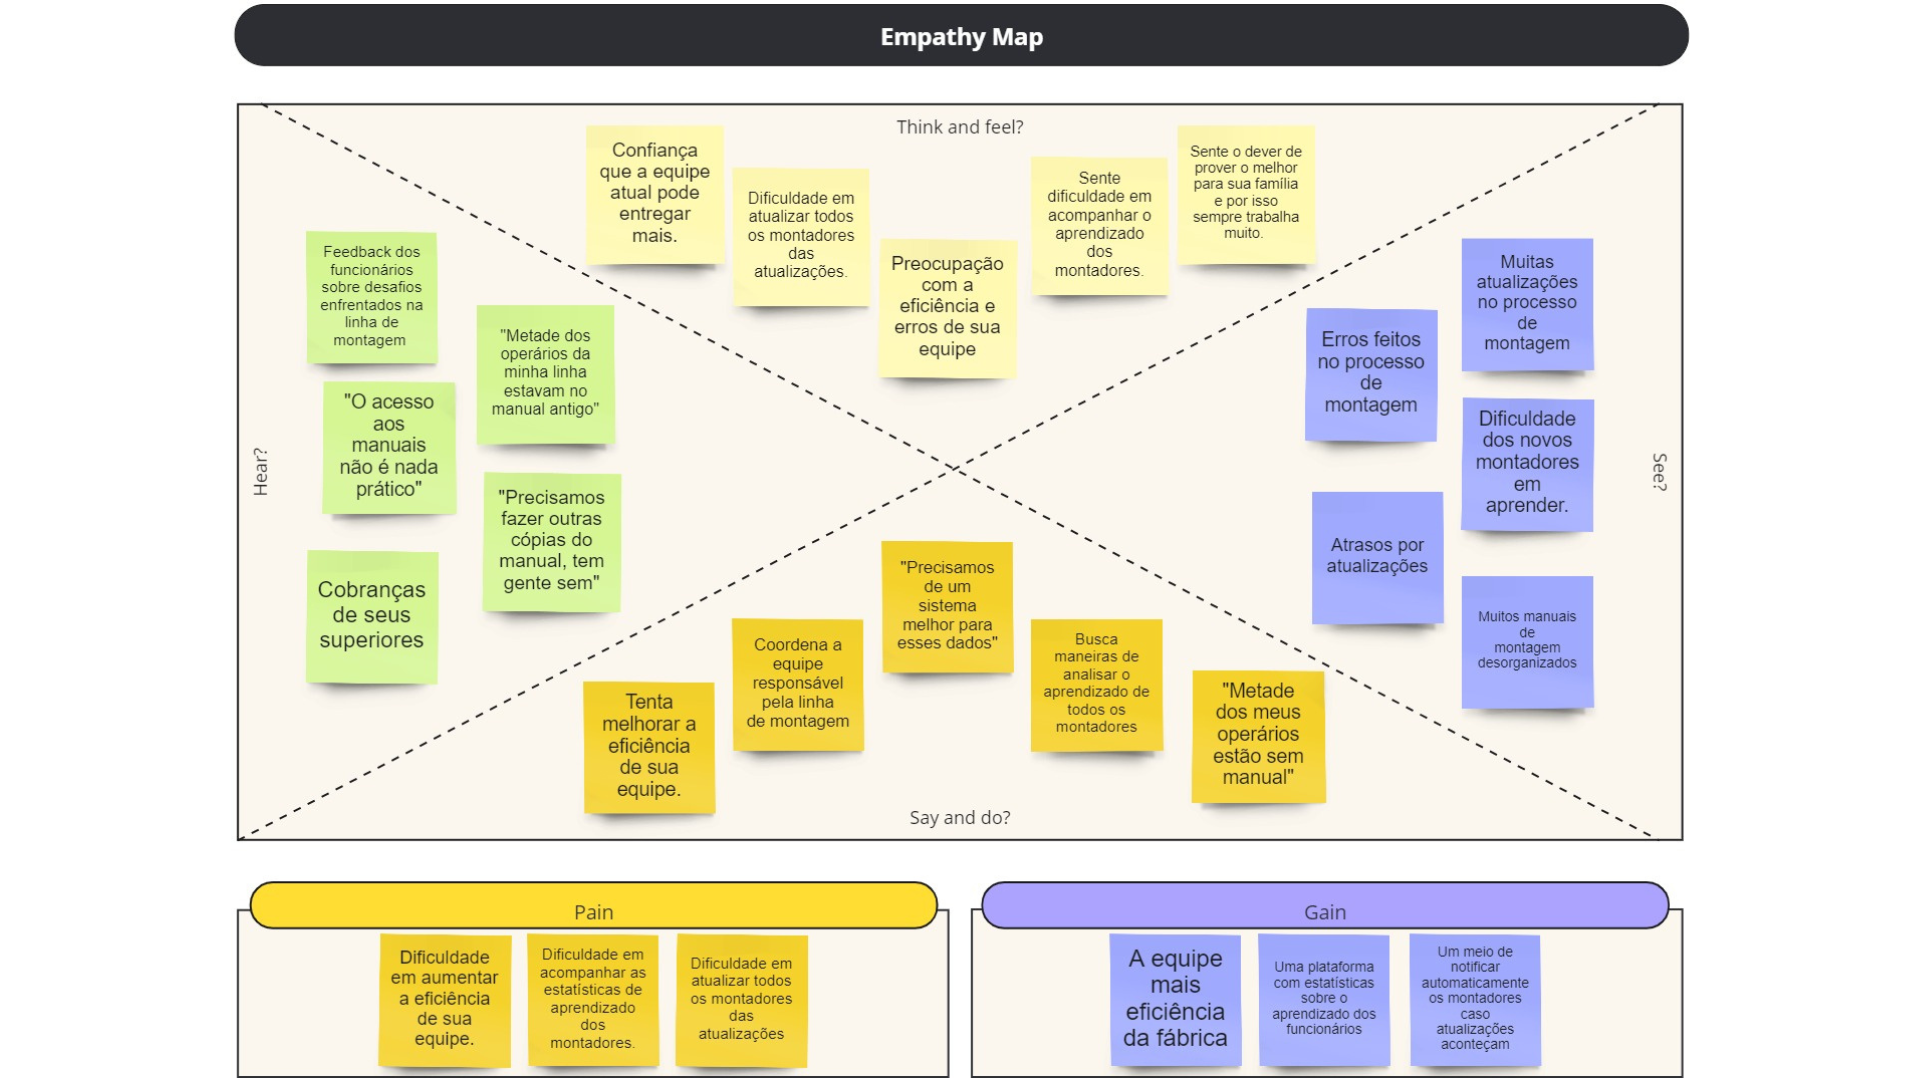 Empathy Map
Think and feel?
Confiança
que a equipe
atual pode
entregar
mais.
Dificuldade em
atualizar todos
os montadores
das
atualizações.
Preocupação
com a
eficiência e
erros de sua
equipe
Sente
dificuldade em
acompanhar o
aprendizado
dos
montadores.
Sente o dever de
prover o melhor
para sua família
e por isso
sempre trabalha
muito.
Hear?
Feedback dos
funcionários
sobre desafios
enfrentados na
linha de
montagem
"Metade dos
operários da
minha linha
estavam no
manual antigo"
"O acesso
aos
manuais
não é nada
prático"
"Precisamos
fazer outras
cópias do
manual, tem
gente sem"
Cobranças
de seus
superiores
See?
Muitas
atualizações
no processo
de
montagem
Erros feitos
no processo
de
montagem
Dificuldade
dos novos
montadores
em
aprender.
Atrasos por
atualizações
Muitos manuais
de
montagem
desorganizados
Tenta
melhorar a
eficiência
de sua
equipe.
Coordena a
equipe
responsável
pela linha
de montagem
"Precisamos
de um
sistema
melhor para
esses dados"
Busca
maneiras de
analisar o
aprendizado de
todos os
montadores
"Metade
dos meus
operários
estão sem
manual"
Say and do?
Pain
Dificuldade
em aumentar
a eficiência
de sua
equipe.
Dificuldade em
acompanhar as
estatísticas de
aprendizado
dos
montadores.
Dificuldade em
atualizar todos
os montadores
das
atualizações
Gain
A equipe
mais
eficiência
da fábrica
Uma plataforma
com estatísticas
sobre o
aprendizado dos
funcionários
Um meio de
notificar
automaticamente
os montadores
caso
atualizações
aconteçam